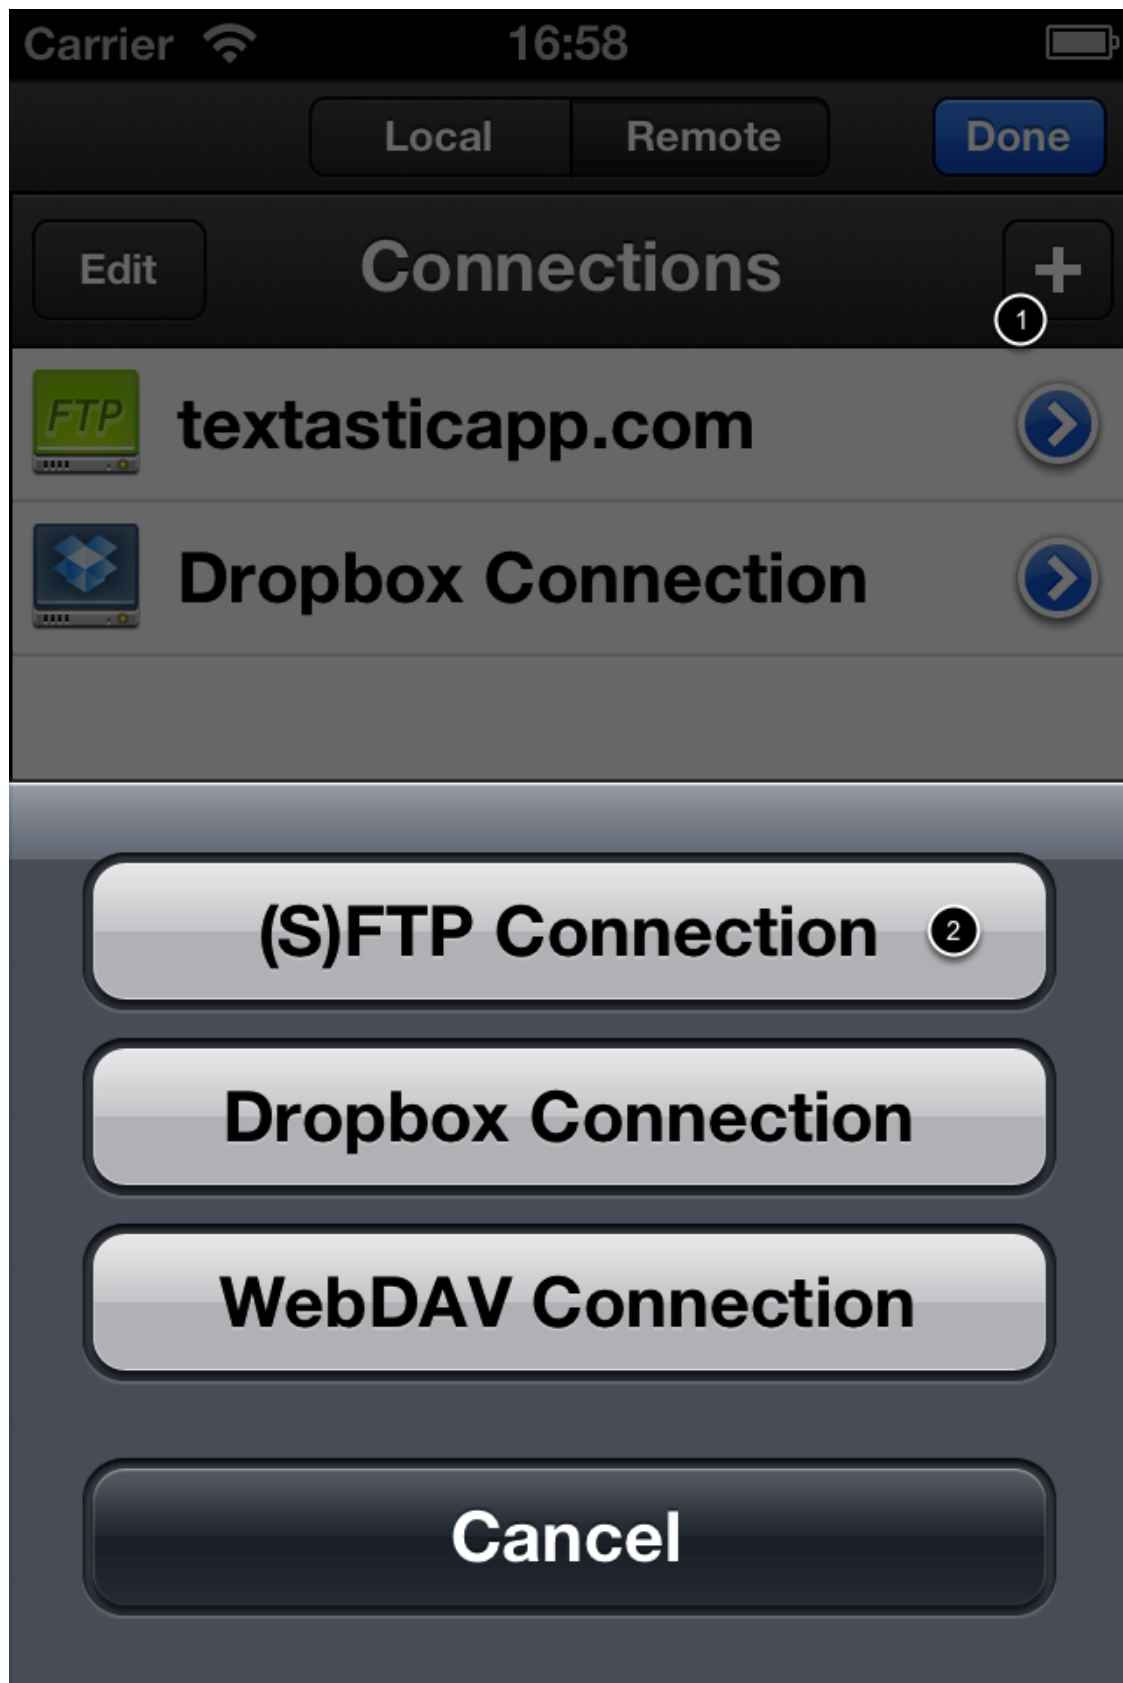 Carrier 16:58
Local Remote Done
Edit Connections +
1
FTP textasticapp.com
Dropbox Connection
(S)FTP Connection 2
Dropbox Connection
WebDAV Connection
Cancel